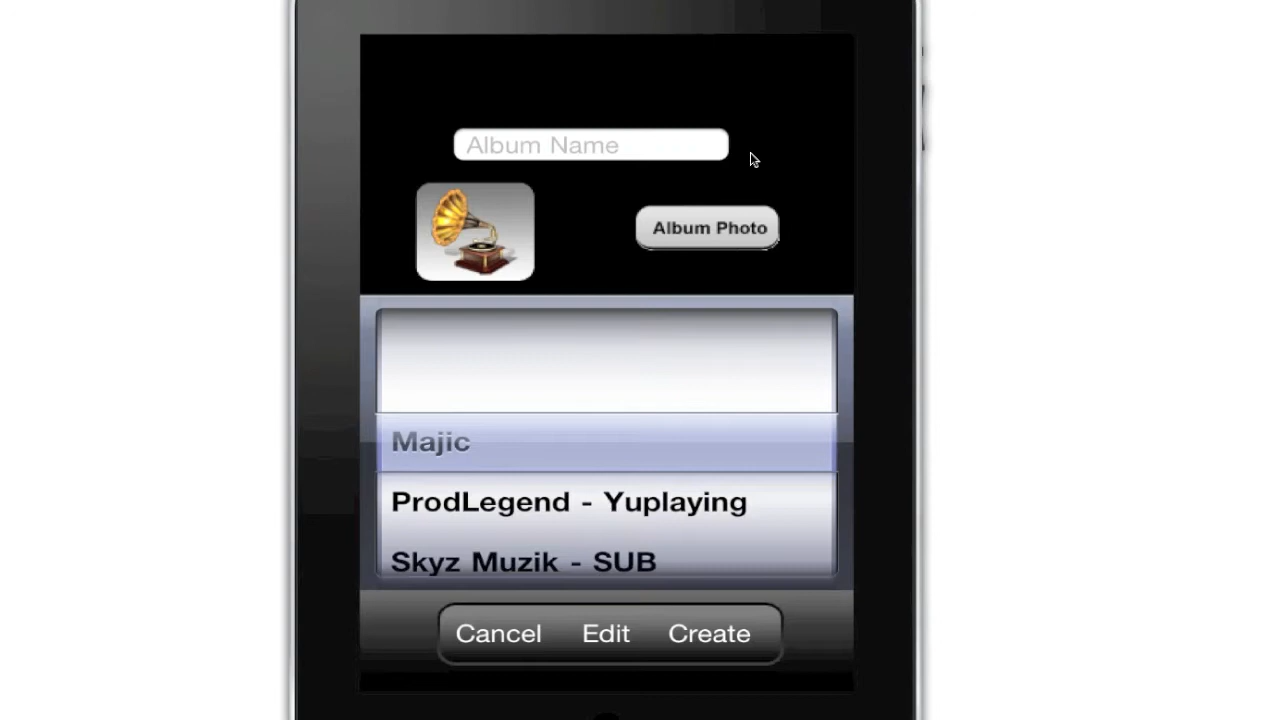 Album Name
Album Photo
Majic
ProdLegend - Yuplaying
Skyz Muzik - SUB
Cancel Edit Create